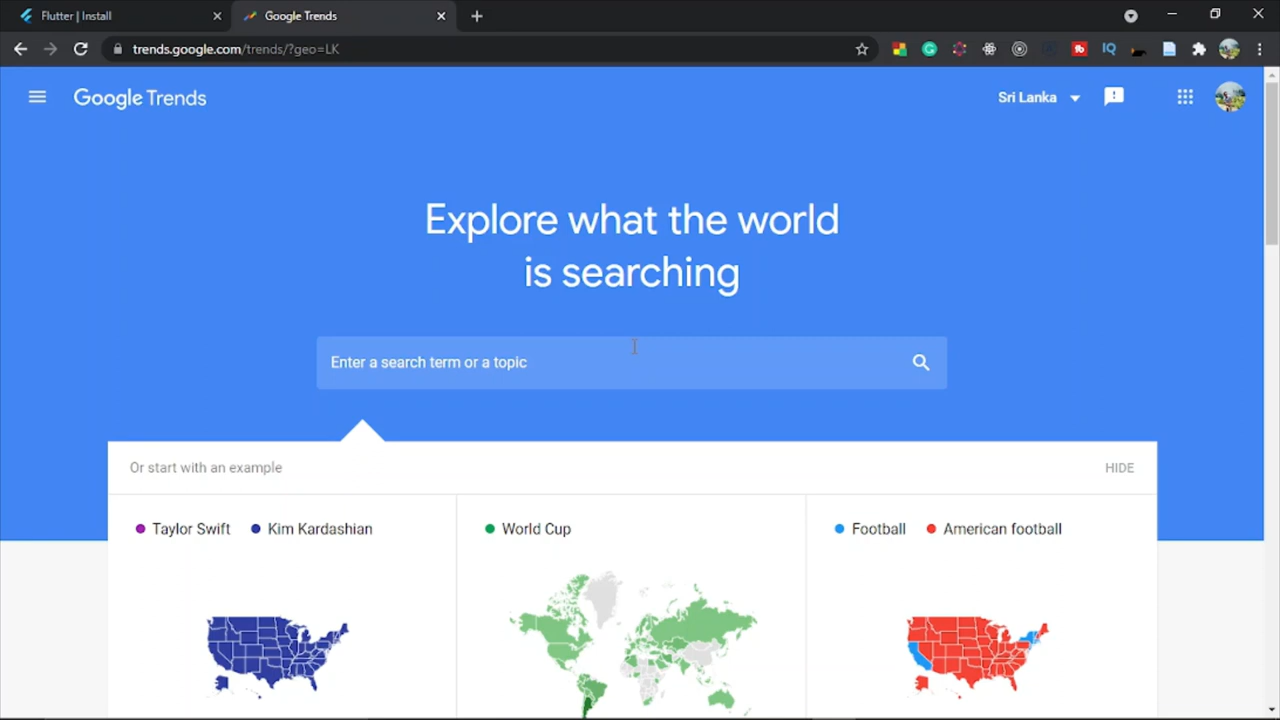 Flutter | Install
Google Trends
trends.google.com/trends/?geo=LK
IQ
Google Trends
Sri Lanka
Explore what the world
is searching
Enter a search term or a topic
Or start with an example
HIDE
Taylor Swift Kim Kardashian
World Cup
Football American football